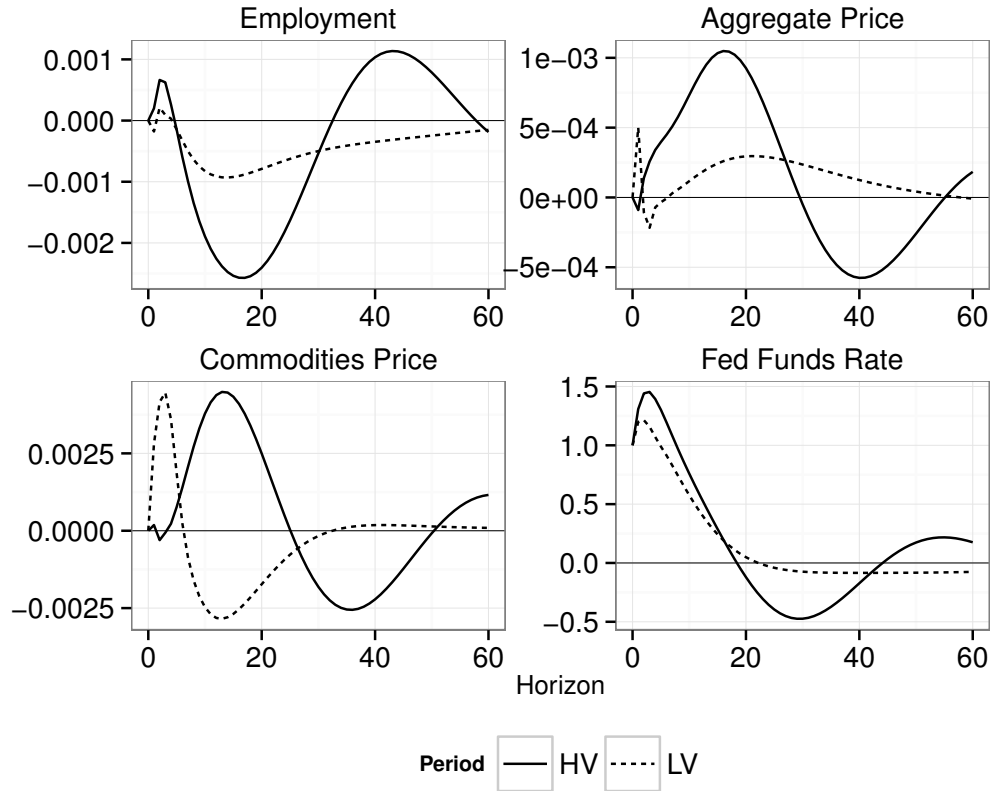 Employment
0.001
0.000
−0.001
−0.002
0 20 40 60
Aggregate Price
1e−03
5e−04
0e+00
−5e−04
0 20 40 60
Commodities Price
0.0025
0.0000
−0.0025
0 20 40 60
Fed Funds Rate
1.5
1.0
0.5
0.0
−0.5
0 20 40 60
Horizon
Period HV LV